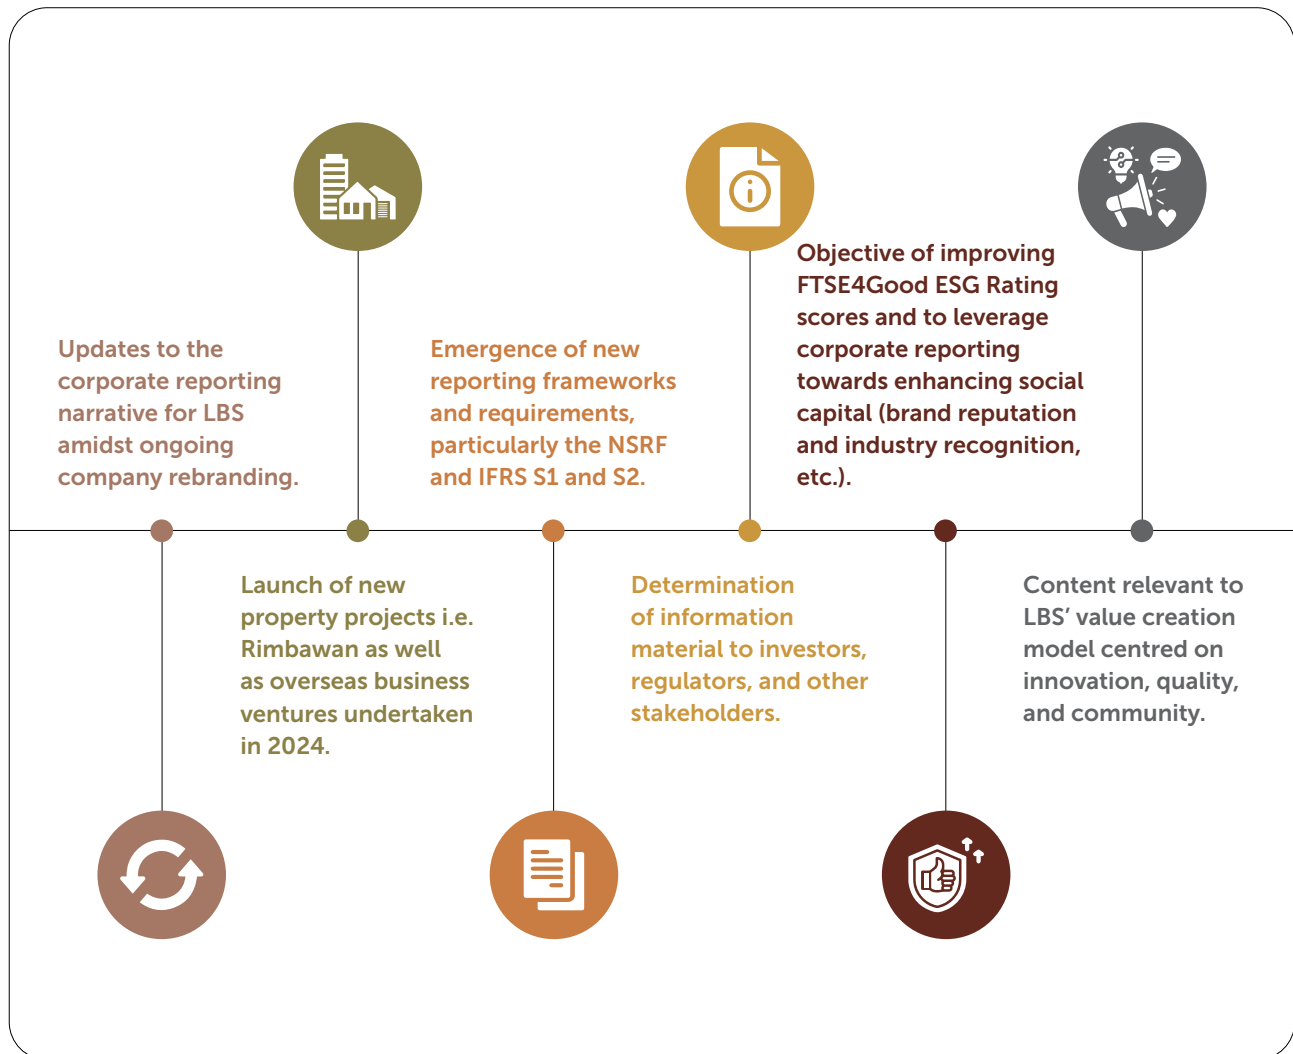 Updates to the
corporate reporting
narrative for LBS
amidst ongoing
company rebranding.
Launch of new
property projects i.e.
Rimbawan as well
as overseas business
ventures undertaken
in 2024.
Emergence of new
reporting frameworks
and requirements,
particularly the NSRF
and IFRS S1 and S2.
Determination
of information
material to investors,
regulators, and other
stakeholders.
Objective of improving
FTSE4Good ESG Rating
scores and to leverage
corporate reporting
towards enhancing social
capital (brand reputation
and industry recognition,
etc.).
Content relevant to
LBS’ value creation
model centred on
innovation, quality,
and community.